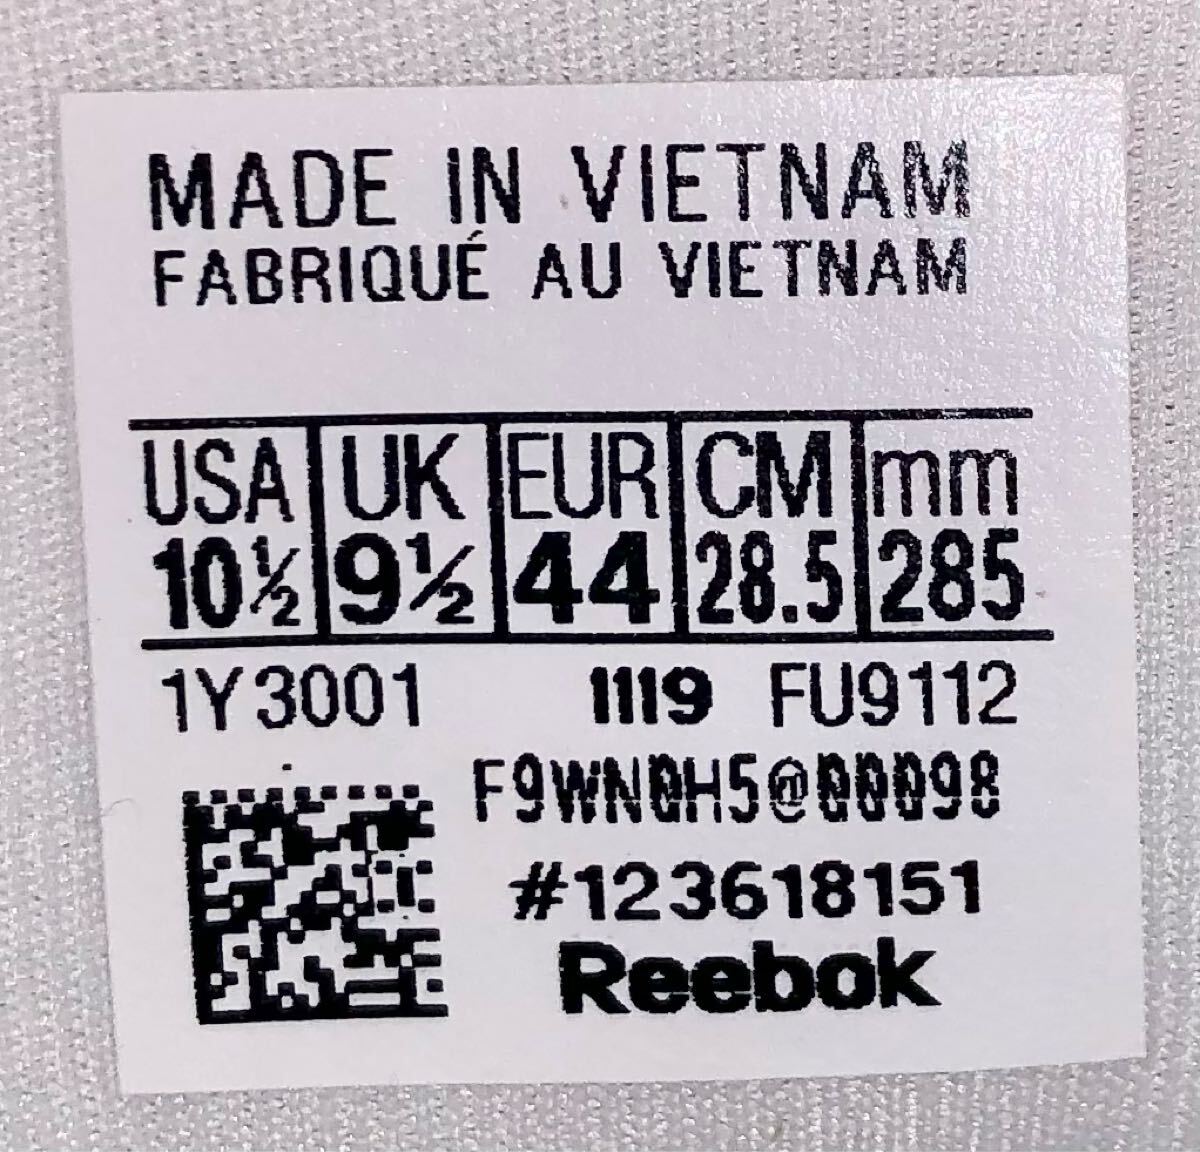 MADE IN VIETNAM
FABRIQUÉ AU VIETNAM
USA UK EUR CM mm
10½ 9½ 44 28.5 285
1Y3001 1119 FU9112
F9WN0H5@00098
#123618151
Reebok